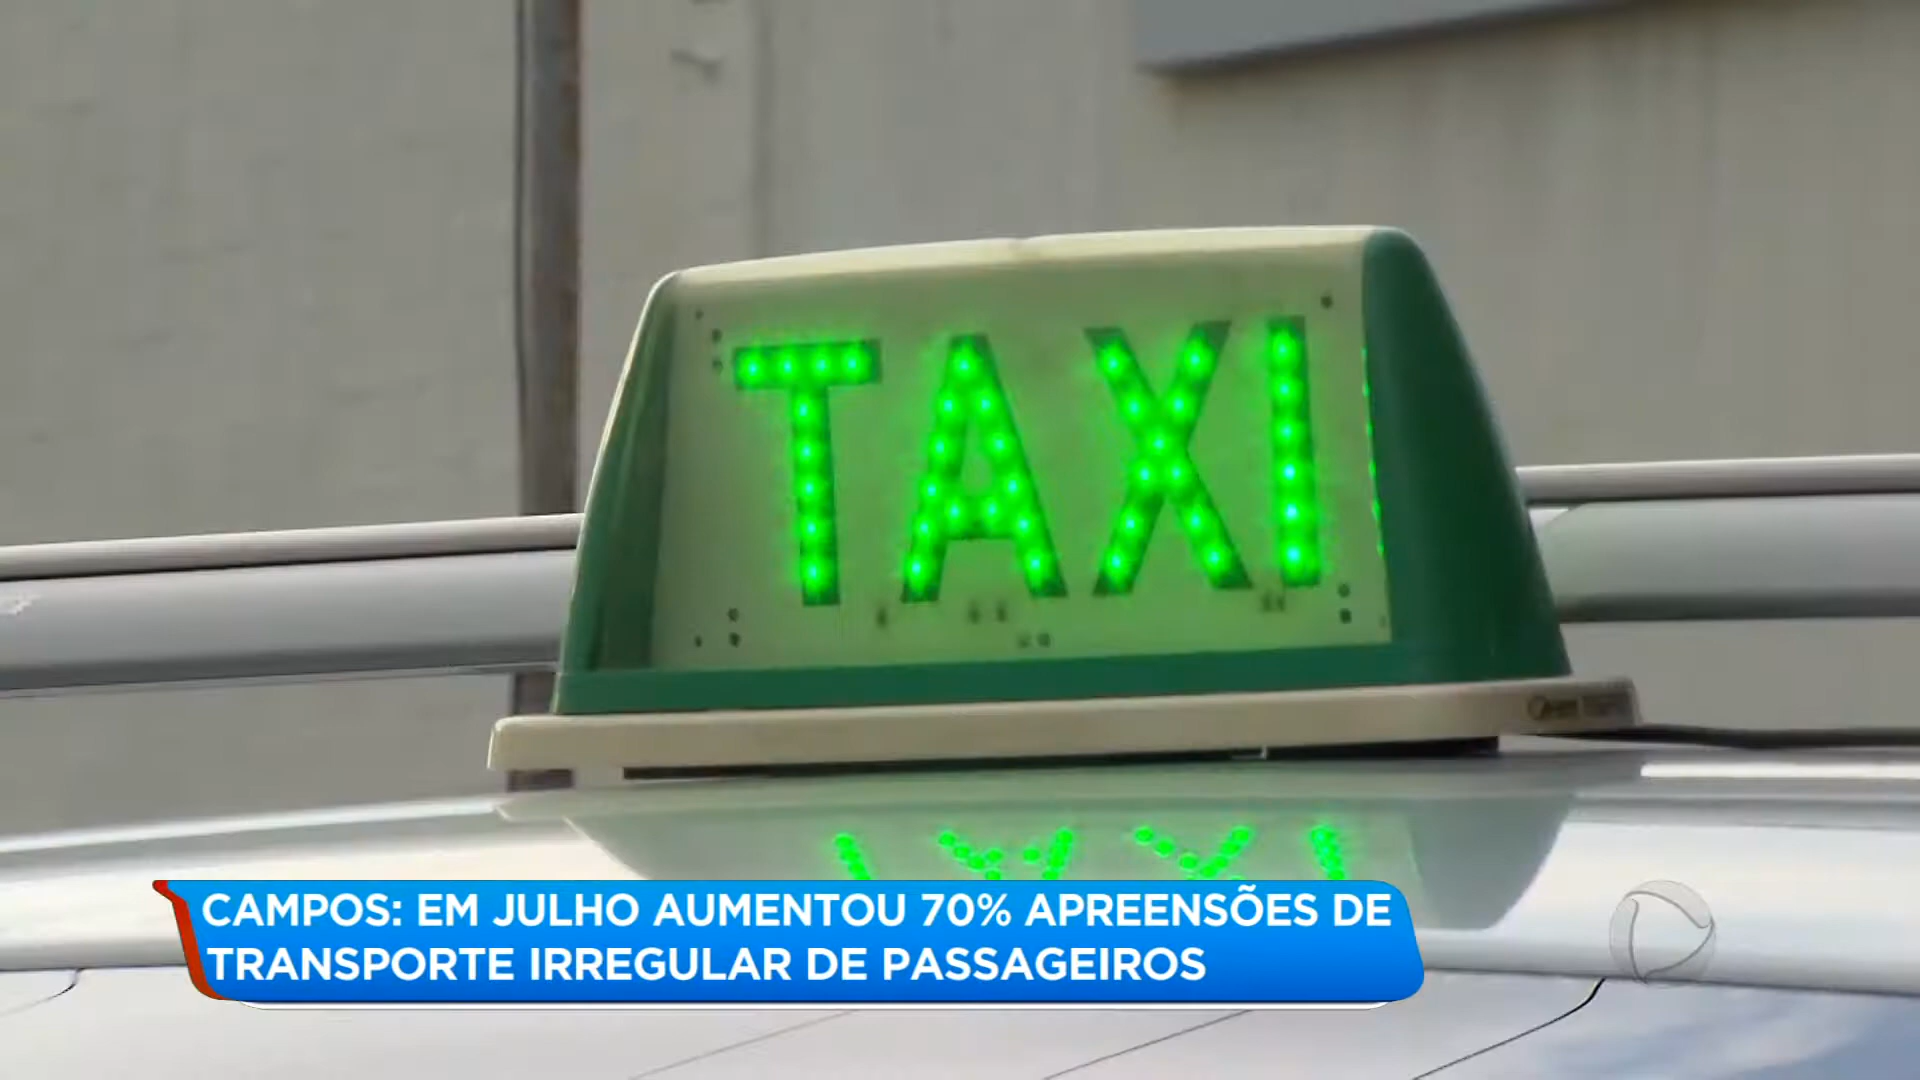 TAXI
CAMPOS: EM JULHO AUMENTOU 70% APREENSÕES DE
TRANSPORTE IRREGULAR DE PASSAGEIROS